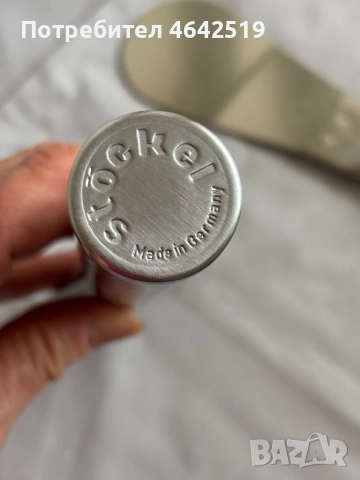 Потребител 4642519
Stöckel
Made in Germany
BAZAR